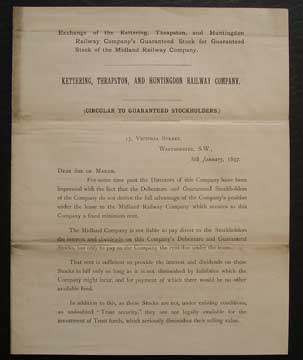 Exchange of the Kettering, Thrapston, and Huntingdon
Railway Company's Guaranteed Stock for Guaranteed
Stock of the Midland Railway Company.
KETTERING, THRAPSTON, AND HUNTINGDON RAILWAY COMPANY.
(CIRCULAR TO GUARANTEED STOCKHOLDERS.)
17, Victoria Street,
Westminster, S.W.,
8th January, 1897.
Dear Sir or Madam,
For some time past the Directors of this Company have been
impressed with the fact that the Debenture and Guaranteed Stockholders
of the Company do not derive the full advantage of the Company's position
under the lease to the Midland Railway Company which secures to this
Company a fixed minimum rent.
The Midland Company is not liable to pay direct to the Stockholders
the interest and dividends on this Company's Debenture and Guaranteed
Stocks, but only to pay to the Company the rent due under the lease.
That rent is sufficient to provide the interest and dividends on these
Stocks in full only so long as it is not diminished by liabilities which the
Company might incur, and for payment of which there would be no other
available fund.
In addition to this, as these Stocks are not, under existing conditions,
an undoubted "Trust security," they are not legally available for the
investment of Trust funds, which seriously diminishes their selling value.